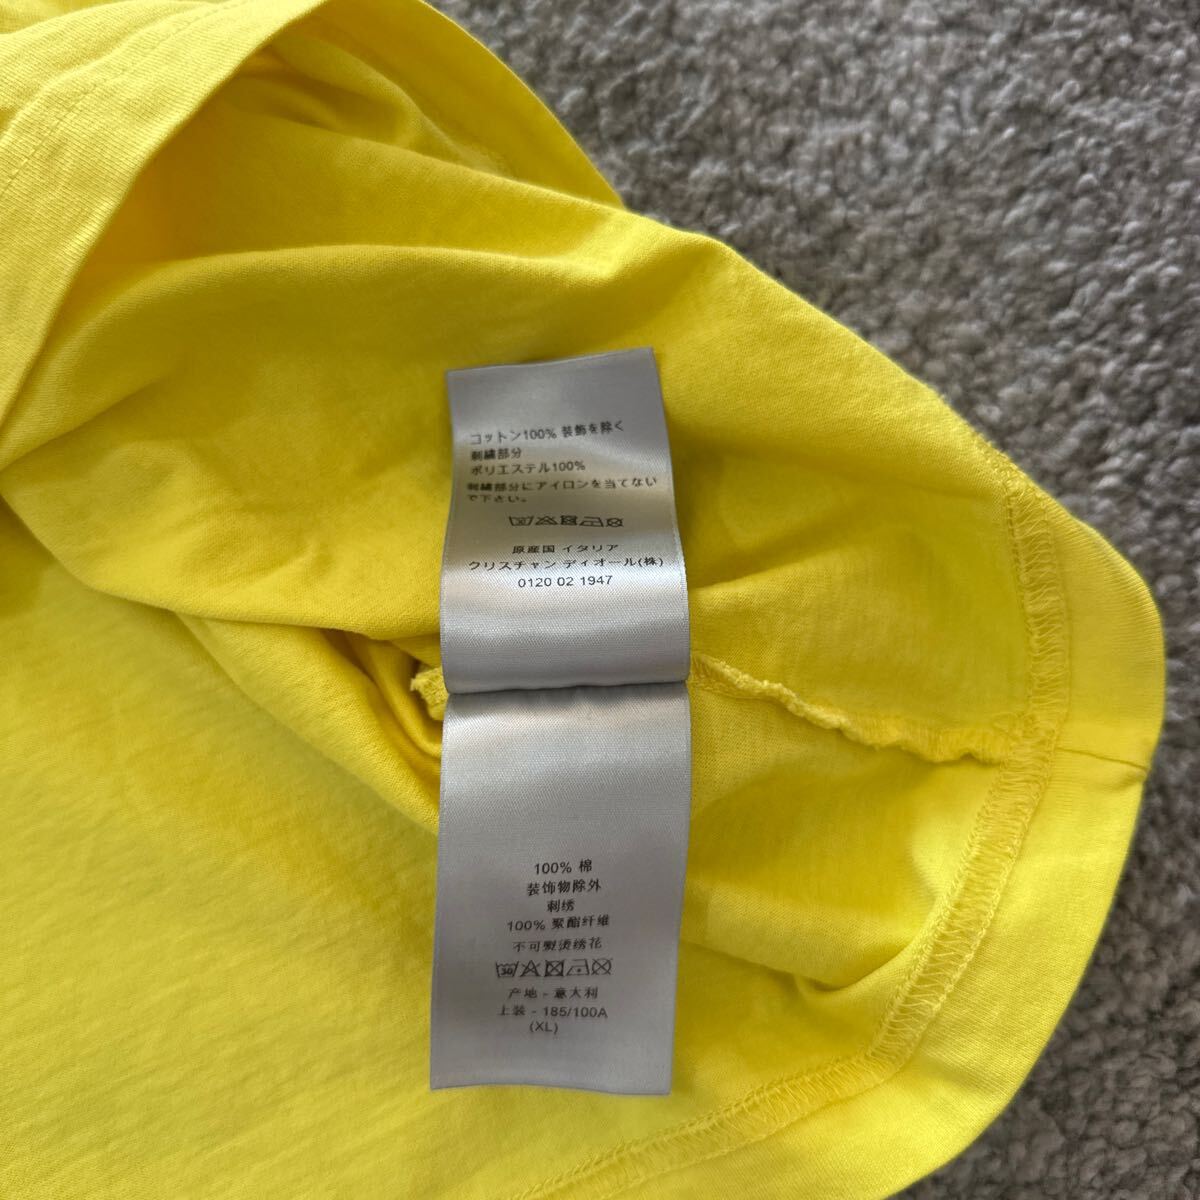 コットン100% 装飾を除く
刺繍部分
ポリエステル100%
刺繍部分にアイロンを当てない
で下さい。
原産国 イタリア
クリスチャン ディオール(株)
0120 02 1947
100% 棉
装饰物除外
刺绣
100% 聚酯纤维
不可熨烫绣花
产地 - 意大利
上装 - 185/100A
(XL)